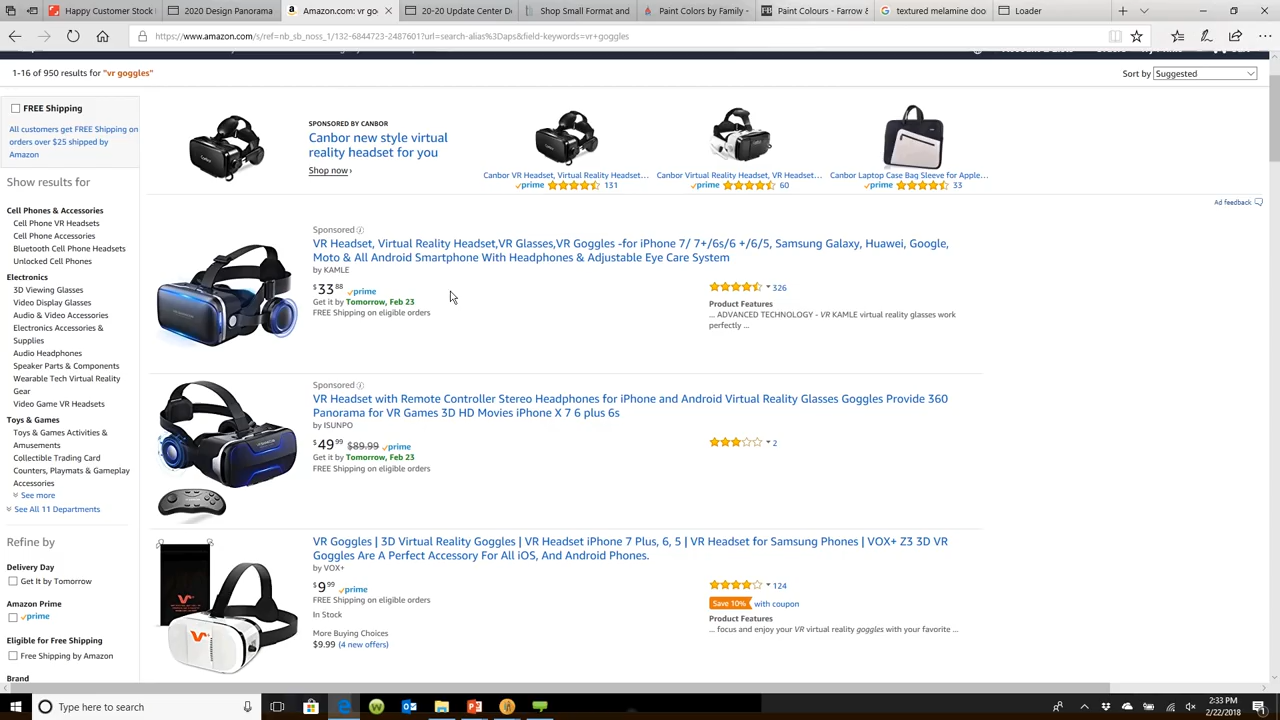 Happy Customer Stock P
2020 Design Panorama
Amazon.com: vr go
20-20 Update Center De
Paint Colors by Family -
Paint Colours - Farrow &
textured melamine doo
https://www.amazon.com/s/ref=nb_sb_noss_1/132-6844723-2487601?url=search-alias%3Daps&field-keywords=vr+goggles
1-16 of 950 results for "vr goggles"
Sort by Suggested
FREE Shipping
All customers get FREE Shipping on
orders over $25 shipped by
Amazon
Show results for
Cell Phones & Accessories
Cell Phone VR Headsets
Cell Phone Accessories
Bluetooth Cell Phone Headsets
Unlocked Cell Phones
Electronics
3D Viewing Glasses
Video Display Glasses
Audio & Video Accessories
Electronics Accessories &
Supplies
Audio Headphones
Speaker Parts & Components
Wearable Tech Virtual Reality
Gear
Video Game VR Headsets
Toys & Games
Toys & Games Activities &
Amusements
Collectible Trading Card
Counters, Playmats & Gameplay
Accessories
See more
See All 11 Departments
Refine by
Delivery Day
Get It by Tomorrow
Amazon Prime
prime
Eligible for Free Shipping
Free Shipping by Amazon
Brand
SPONSORED BY CANBOR
Canbor new style virtual
reality headset for you
Shop now ›
Canbor VR Headset, Virtual Reality Headset…
prime 131
Canbor Virtual Reality Headset, VR Headset…
prime 60
Canbor Laptop Case Bag Sleeve for Apple…
prime 33
Ad feedback
Sponsored
VR Headset, Virtual Reality Headset,VR Glasses,VR Goggles -for iPhone 7/ 7+/6s/6 +/6/5, Samsung Galaxy, Huawei, Google,
Moto & All Android Smartphone With Headphones & Adjustable Eye Care System
by KAMLE
$33 88 prime
Get it by Tomorrow, Feb 23
FREE Shipping on eligible orders
326
Product Features
... ADVANCED TECHNOLOGY - VR KAMLE virtual reality glasses work
perfectly ...
Sponsored
VR Headset with Remote Controller Stereo Headphones for iPhone and Android Virtual Reality Glasses Goggles Provide 360
Panorama for VR Games 3D HD Movies iPhone X 7 6 plus 6s
by ISUNPO
$49 99 $89.99 prime
Get it by Tomorrow, Feb 23
FREE Shipping on eligible orders
2
VR Goggles | 3D Virtual Reality Goggles | VR Headset iPhone 7 Plus, 6, 5 | VR Headset for Samsung Phones | VOX+ Z3 3D VR
Goggles Are A Perfect Accessory For All iOS, And Android Phones.
by VOX+
$9 99 prime
FREE Shipping on eligible orders
In Stock
More Buying Choices
$9.99 (4 new offers)
124
Save 10% with coupon
Product Features
... focus and enjoy your VR virtual reality goggles with your favorite ...
Type here to search
2:33 PM
2/22/2018